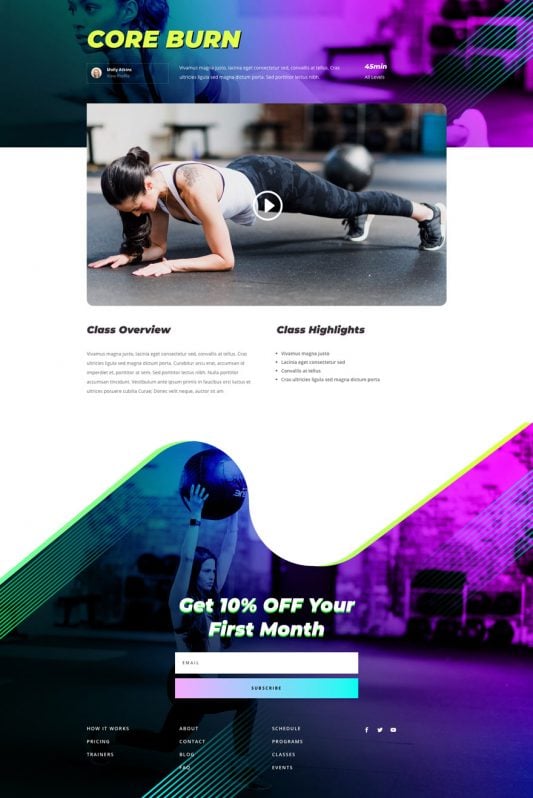 CORE BURN
Shelly Atkins
View Profile
Vivamus magna justo, lacinia eget consectetur sed, convallis at tellus. Cras
ultricies ligula sed magna dictum porta. Sed porttitor lectus nibh.
45min
All Levels
Class Overview
Vivamus magna justo, lacinia eget consectetur sed, convallis at tellus. Cras
ultricies ligula sed magna dictum porta. Curabitur arcu erat, accumsan id
imperdiet et, porttitor at sem. Sed porttitor lectus nibh. Nulla porttitor
accumsan tincidunt. Vestibulum ante ipsum primis in faucibus orci luctus et
ultrices posuere cubilia Curae; Donec velit neque, auctor sit am
Class Highlights
Vivamus magna justo
Lacinia eget consectetur sed
Convallis at tellus
Cras ultricies ligula sed magna dictum porta
Get 10% OFF Your
First Month
EMAIL
SUBSCRIBE
HOW IT WORKS
PRICING
TRAINERS
ABOUT
CONTACT
BLOG
FAQ
SCHEDULE
PROGRAMS
CLASSES
EVENTS